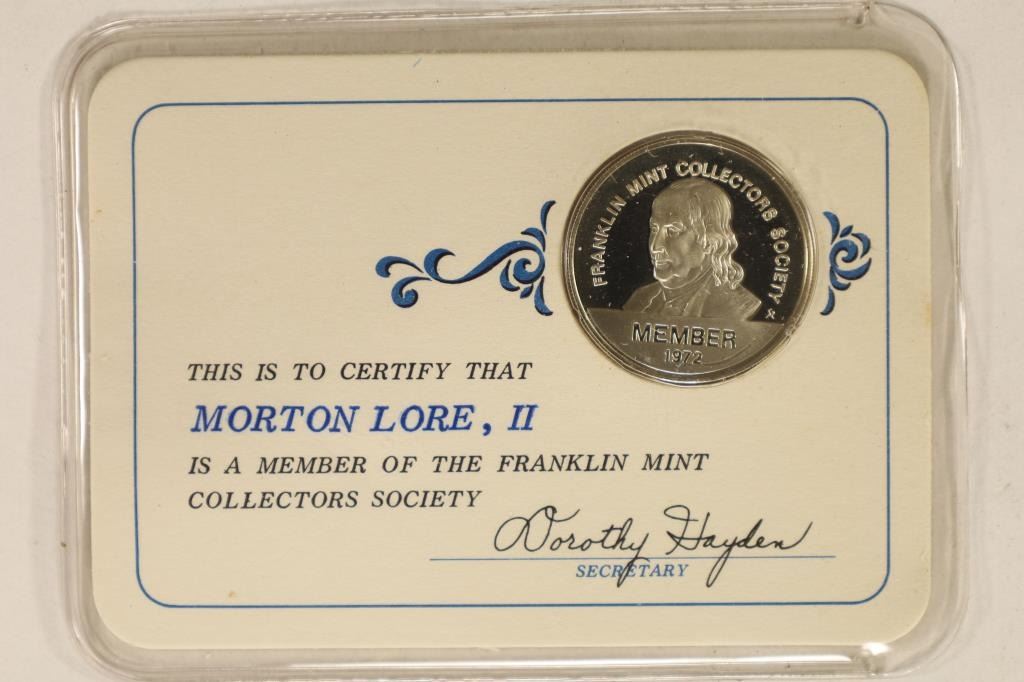 FRANKLIN MINT COLLECTORS SOCIETY
MEMBER
1972
THIS IS TO CERTIFY THAT
MORTON LORE, II
IS A MEMBER OF THE FRANKLIN MINT
COLLECTORS SOCIETY
Dorothy Hayden
SECRETARY